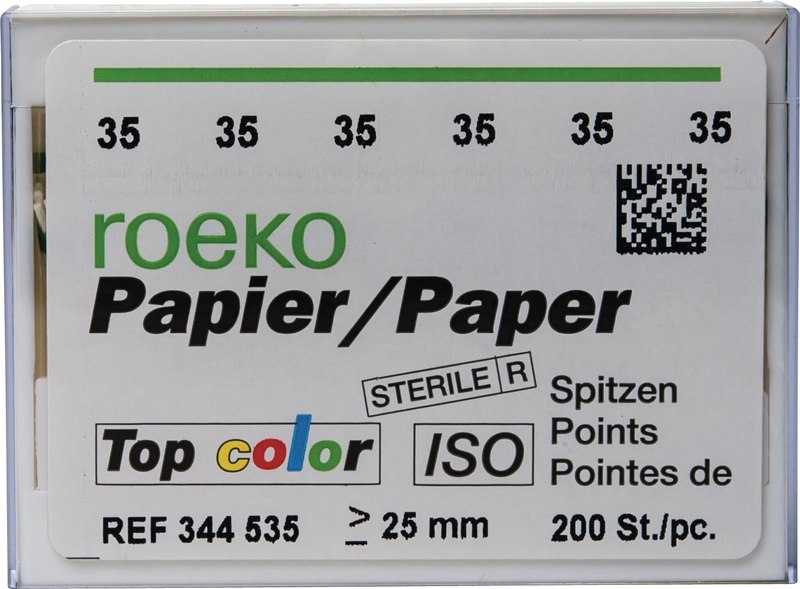 35 35 35 35 35 35
roeko
Papier/Paper
STERILE R
Spitzen
Points
Pointes de
Top color
ISO
REF 344 535 ≥ 25 mm 200 St./pc.